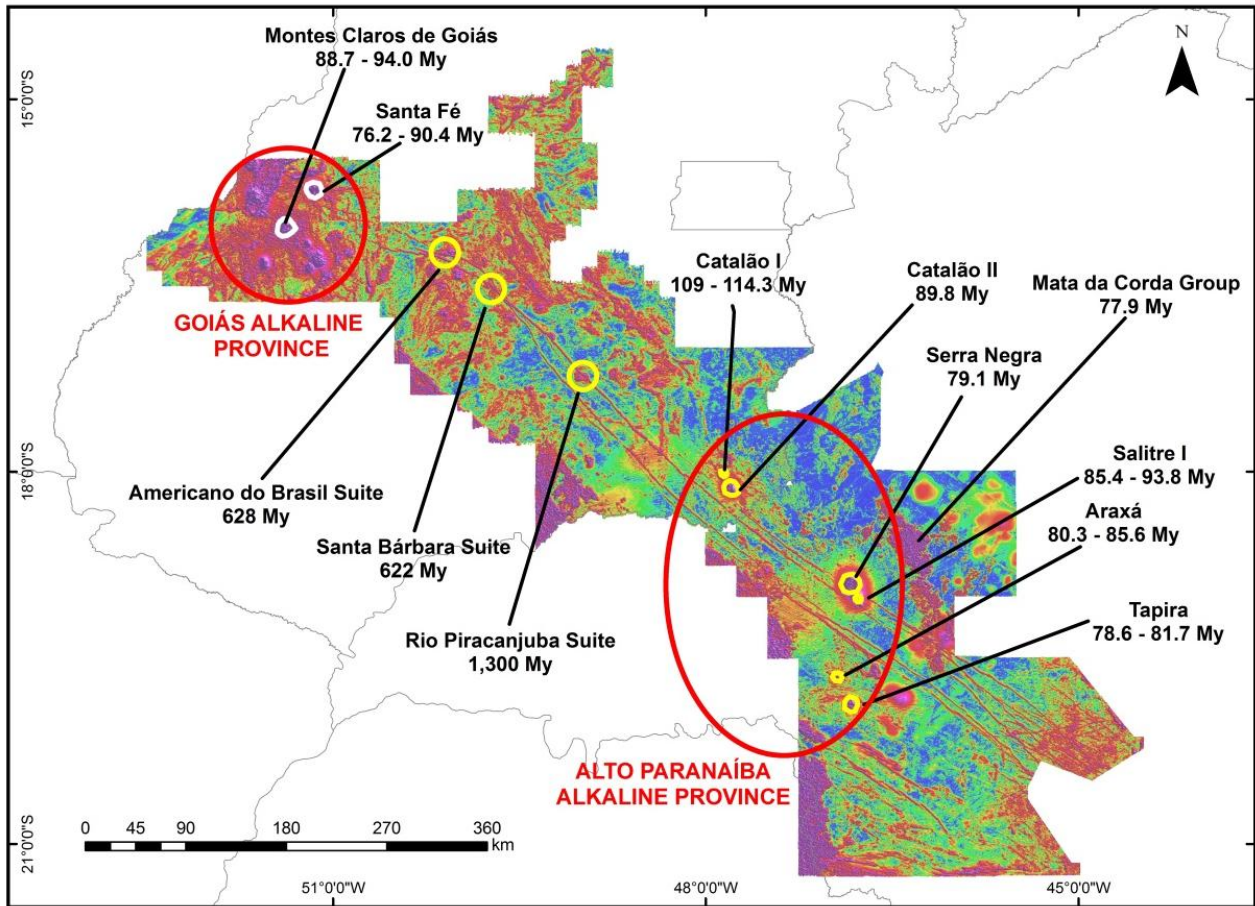 Montes Claros de Goiás
88.7 - 94.0 My
N
15°0'0"S
Santa Fé
76.2 - 90.4 My
Catalão I
109 - 114.3 My
Catalão II
89.8 My
Mata da Corda Group
77.9 My
GOIÁS ALKALINE
PROVINCE
Serra Negra
79.1 My
Salitre I
85.4 - 93.8 My
18°0'0"S
Americano do Brasil Suite
628 My
Araxá
80.3 - 85.6 My
Santa Bárbara Suite
622 My
Tapira
78.6 - 81.7 My
Rio Piracanjuba Suite
1,300 My
ALTO PARANAÍBA
ALKALINE PROVINCE
0 45 90 180 270 360
km
21°0'0"S
51°0'0"W 48°0'0"W 45°0'0"W